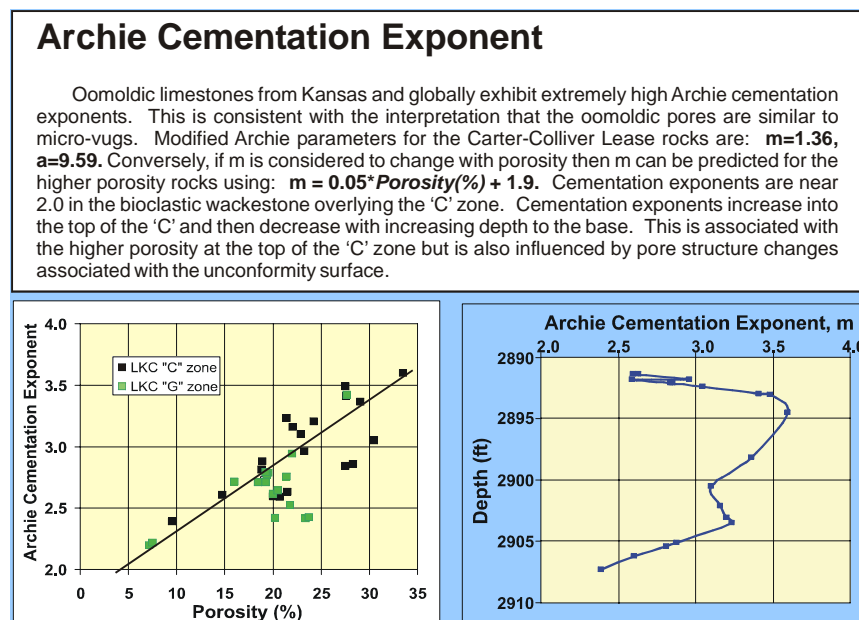 Archie Cementation Exponent
Oomoldic limestones from Kansas and globally exhibit extremely high Archie cementation
exponents. This is consistent with the interpretation that the oomoldic pores are similar to
micro-vugs. Modified Archie parameters for the Carter-Colliver Lease rocks are: m=1.36,
a=9.59. Conversely, if m is considered to change with porosity then m can be predicted for the
higher porosity rocks using: m = 0.05*Porosity(%) + 1.9. Cementation exponents are near
2.0 in the bioclastic wackestone overlying the 'C' zone. Cementation exponents increase into
the top of the 'C' and then decrease with increasing depth to the base. This is associated with
the higher porosity at the top of the 'C' zone but is also influenced by pore structure changes
associated with the unconformity surface.
Archie Cementation Exponent
4.0
3.5
3.0
2.5
2.0
LKC "C" zone
LKC "G" zone
0 5 10 15 20 25 30 35
Porosity (%)
Archie Cementation Exponent, m
2.0 2.5 3.0 3.5 4.0
Depth (ft)
2890
2895
2900
2905
2910